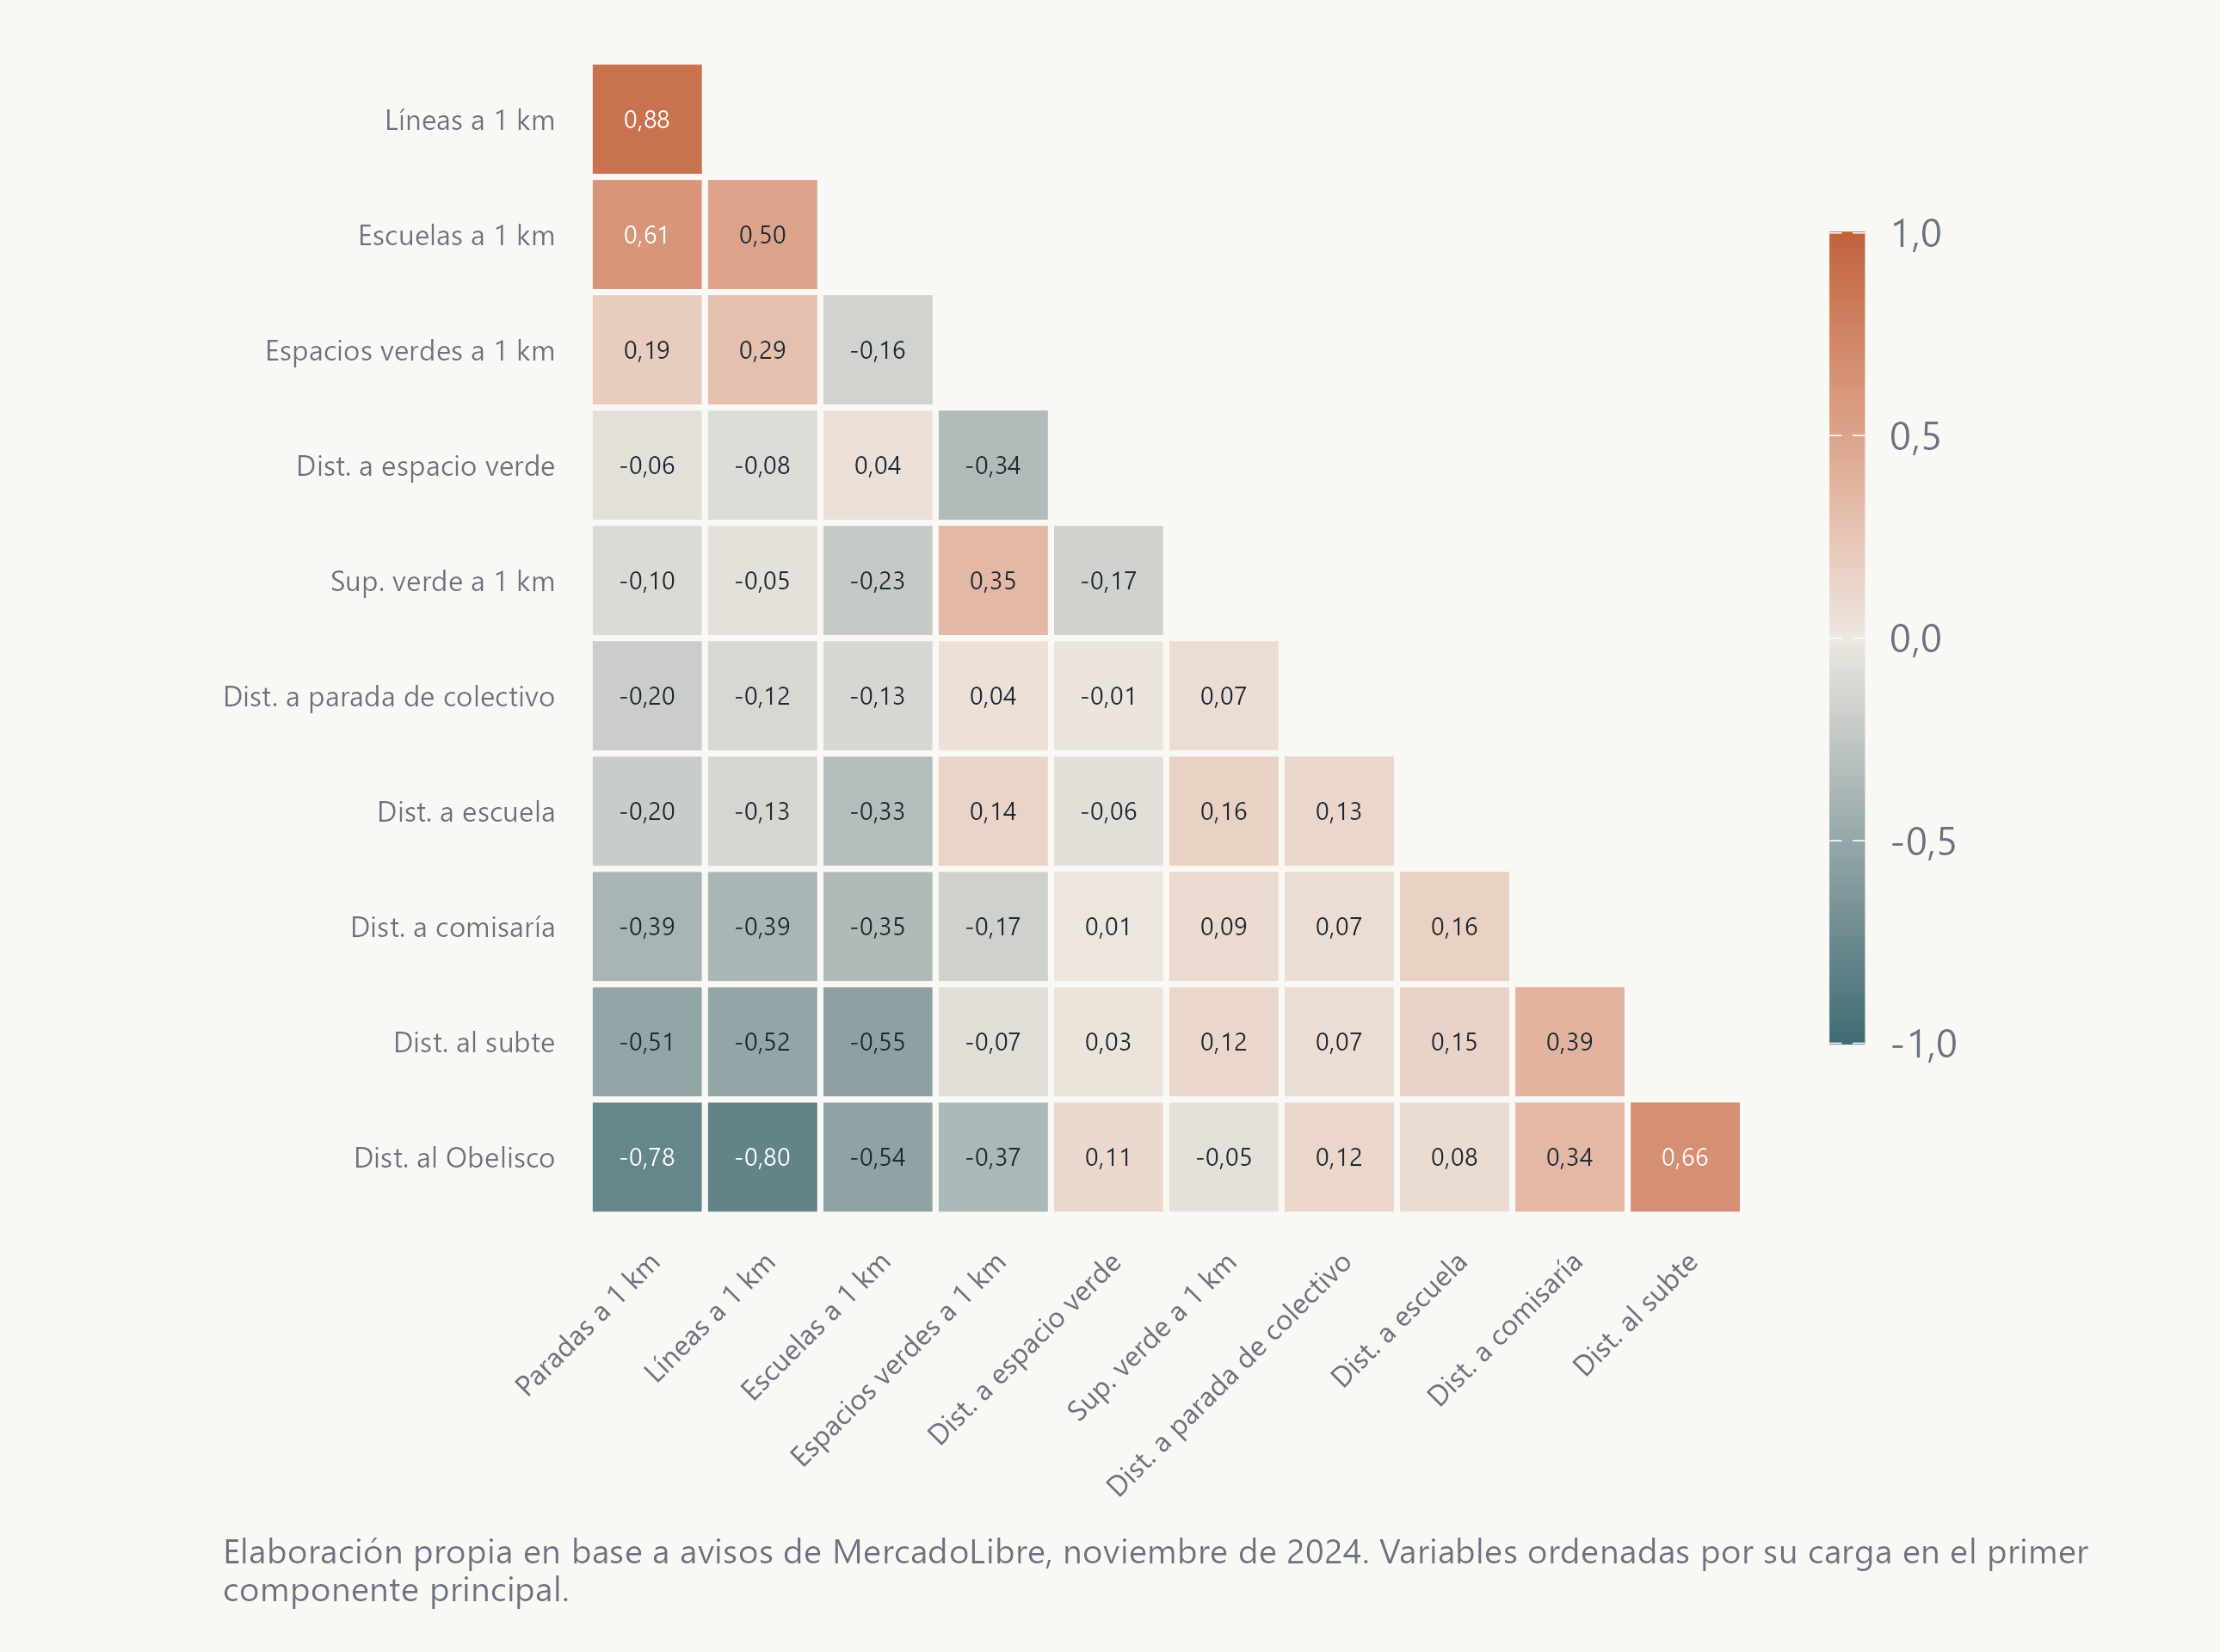 Líneas a 1 km 0,88
Escuelas a 1 km 0,61 0,50
1,0
Espacios verdes a 1 km 0,19 0,29 -0,16
0,5
Dist. a espacio verde -0,06 -0,08 0,04 -0,34
Sup. verde a 1 km -0,10 -0,05 -0,23 0,35 -0,17
0,0
Dist. a parada de colectivo -0,20 -0,12 -0,13 0,04 -0,01 0,07
Dist. a escuela -0,20 -0,13 -0,33 0,14 -0,06 0,16 0,13
-0,5
Dist. a comisaría -0,39 -0,39 -0,35 -0,17 0,01 0,09 0,07 0,16
Dist. al subte -0,51 -0,52 -0,55 -0,07 0,03 0,12 0,07 0,15 0,39
-1,0
Dist. al Obelisco -0,78 -0,80 -0,54 -0,37 0,11 -0,05 0,12 0,08 0,34 0,66
Paradas a 1 km
Líneas a 1 km
Escuelas a 1 km
Espacios verdes a 1 km
Dist. a espacio verde
Sup. verde a 1 km
Dist. a parada de colectivo
Dist. a escuela
Dist. a comisaría
Dist. al subte
Elaboración propia en base a avisos de MercadoLibre, noviembre de 2024. Variables ordenadas por su carga en el primer
componente principal.